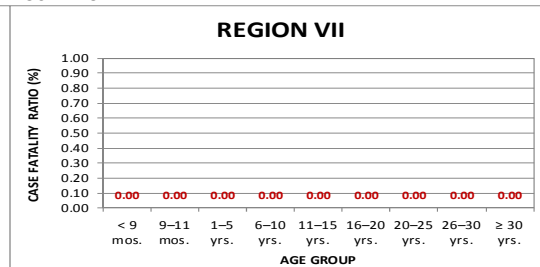 REGION VII
CASE FATALITY RATIO (%)
1.00
0.90
0.80
0.70
0.60
0.50
0.40
0.30
0.20
0.10
0.00
0.00 0.00 0.00 0.00 0.00 0.00 0.00 0.00 0.00
< 9 9–11 1–5 6–10 11–15 16–20 20–25 26–30 ≥ 30
mos. mos. yrs. yrs. yrs. yrs. yrs. yrs. yrs.
AGE GROUP